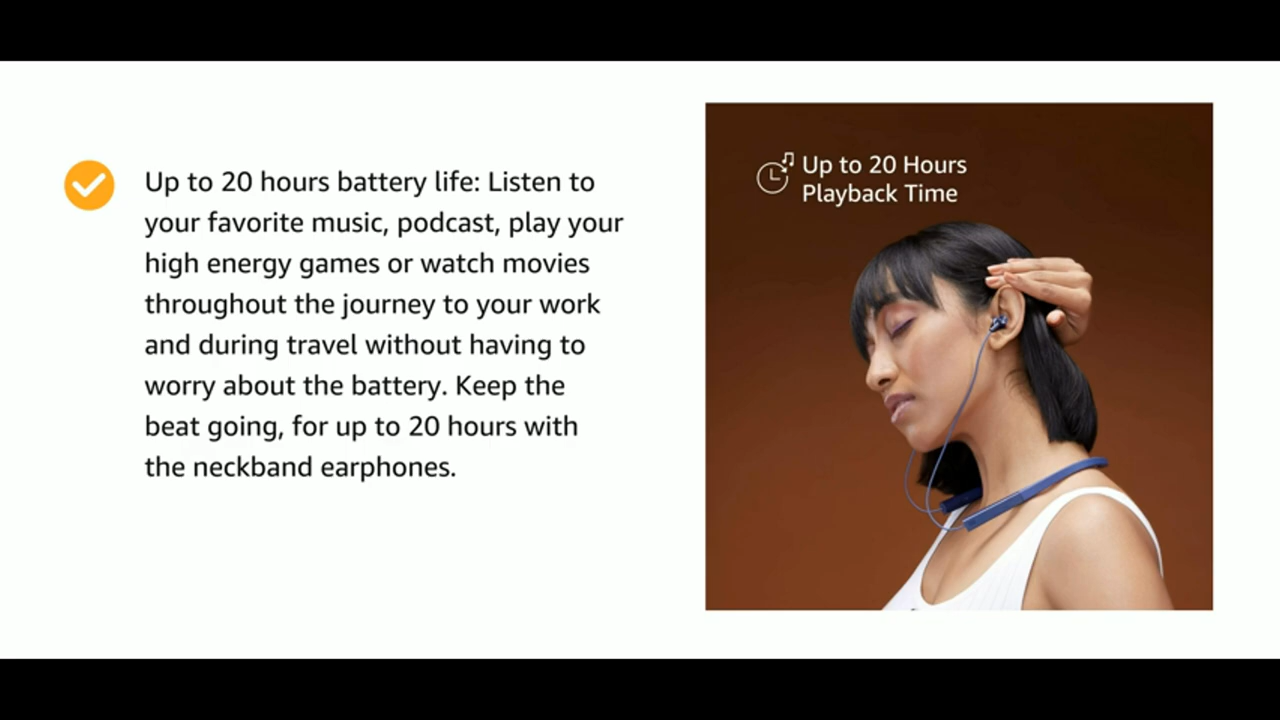 Up to 20 hours battery life: Listen to
your favorite music, podcast, play your
high energy games or watch movies
throughout the journey to your work
and during travel without having to
worry about the battery. Keep the
beat going, for up to 20 hours with
the neckband earphones.
Up to 20 Hours
Playback Time